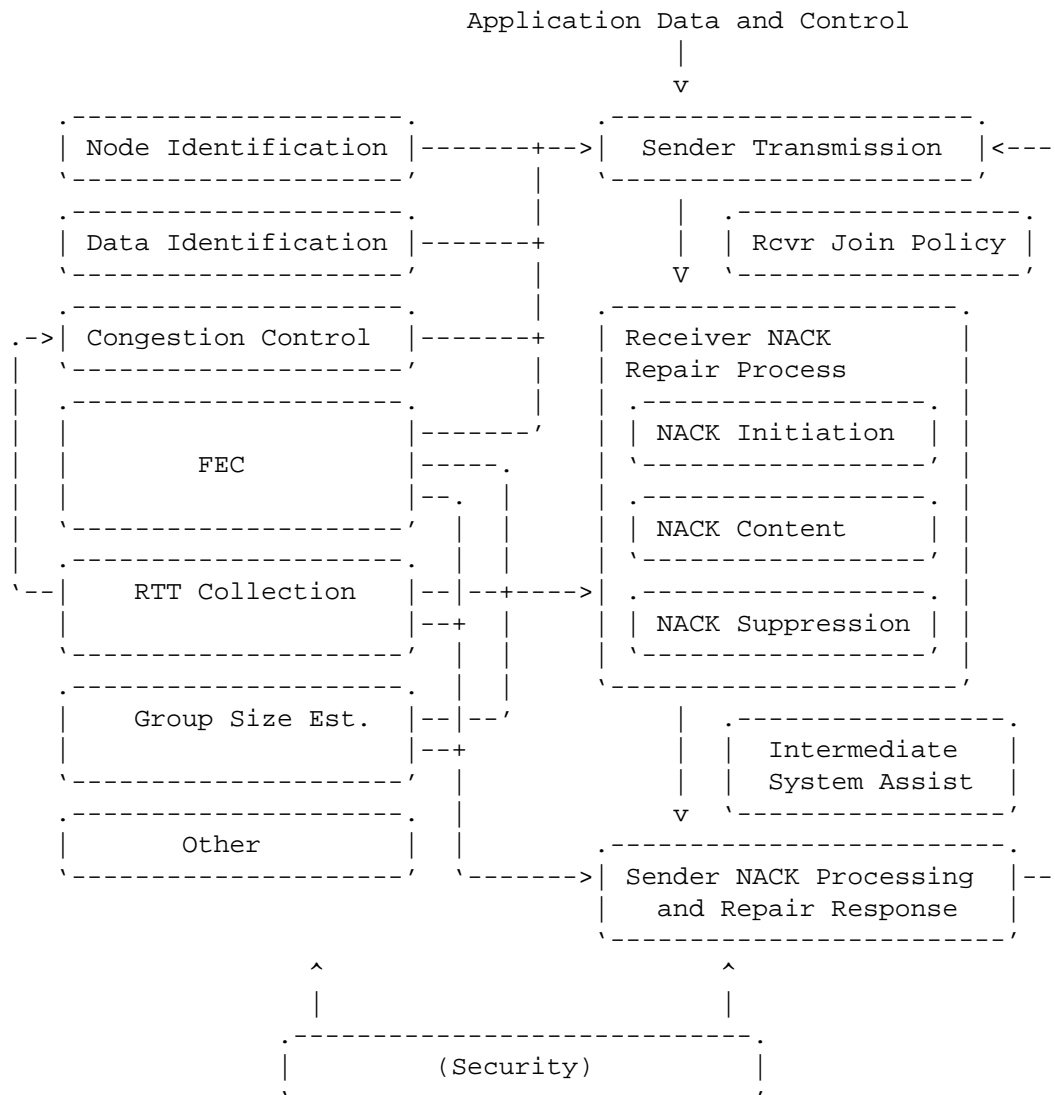 Application Data and Control
Node Identification
Sender Transmission
Data Identification
Rcvr Join Policy
Congestion Control
Receiver NACK
Repair Process
NACK Initiation
FEC
NACK Content
RTT Collection
NACK Suppression
Group Size Est.
Intermediate
System Assist
Other
Sender NACK Processing
and Repair Response
(Security)